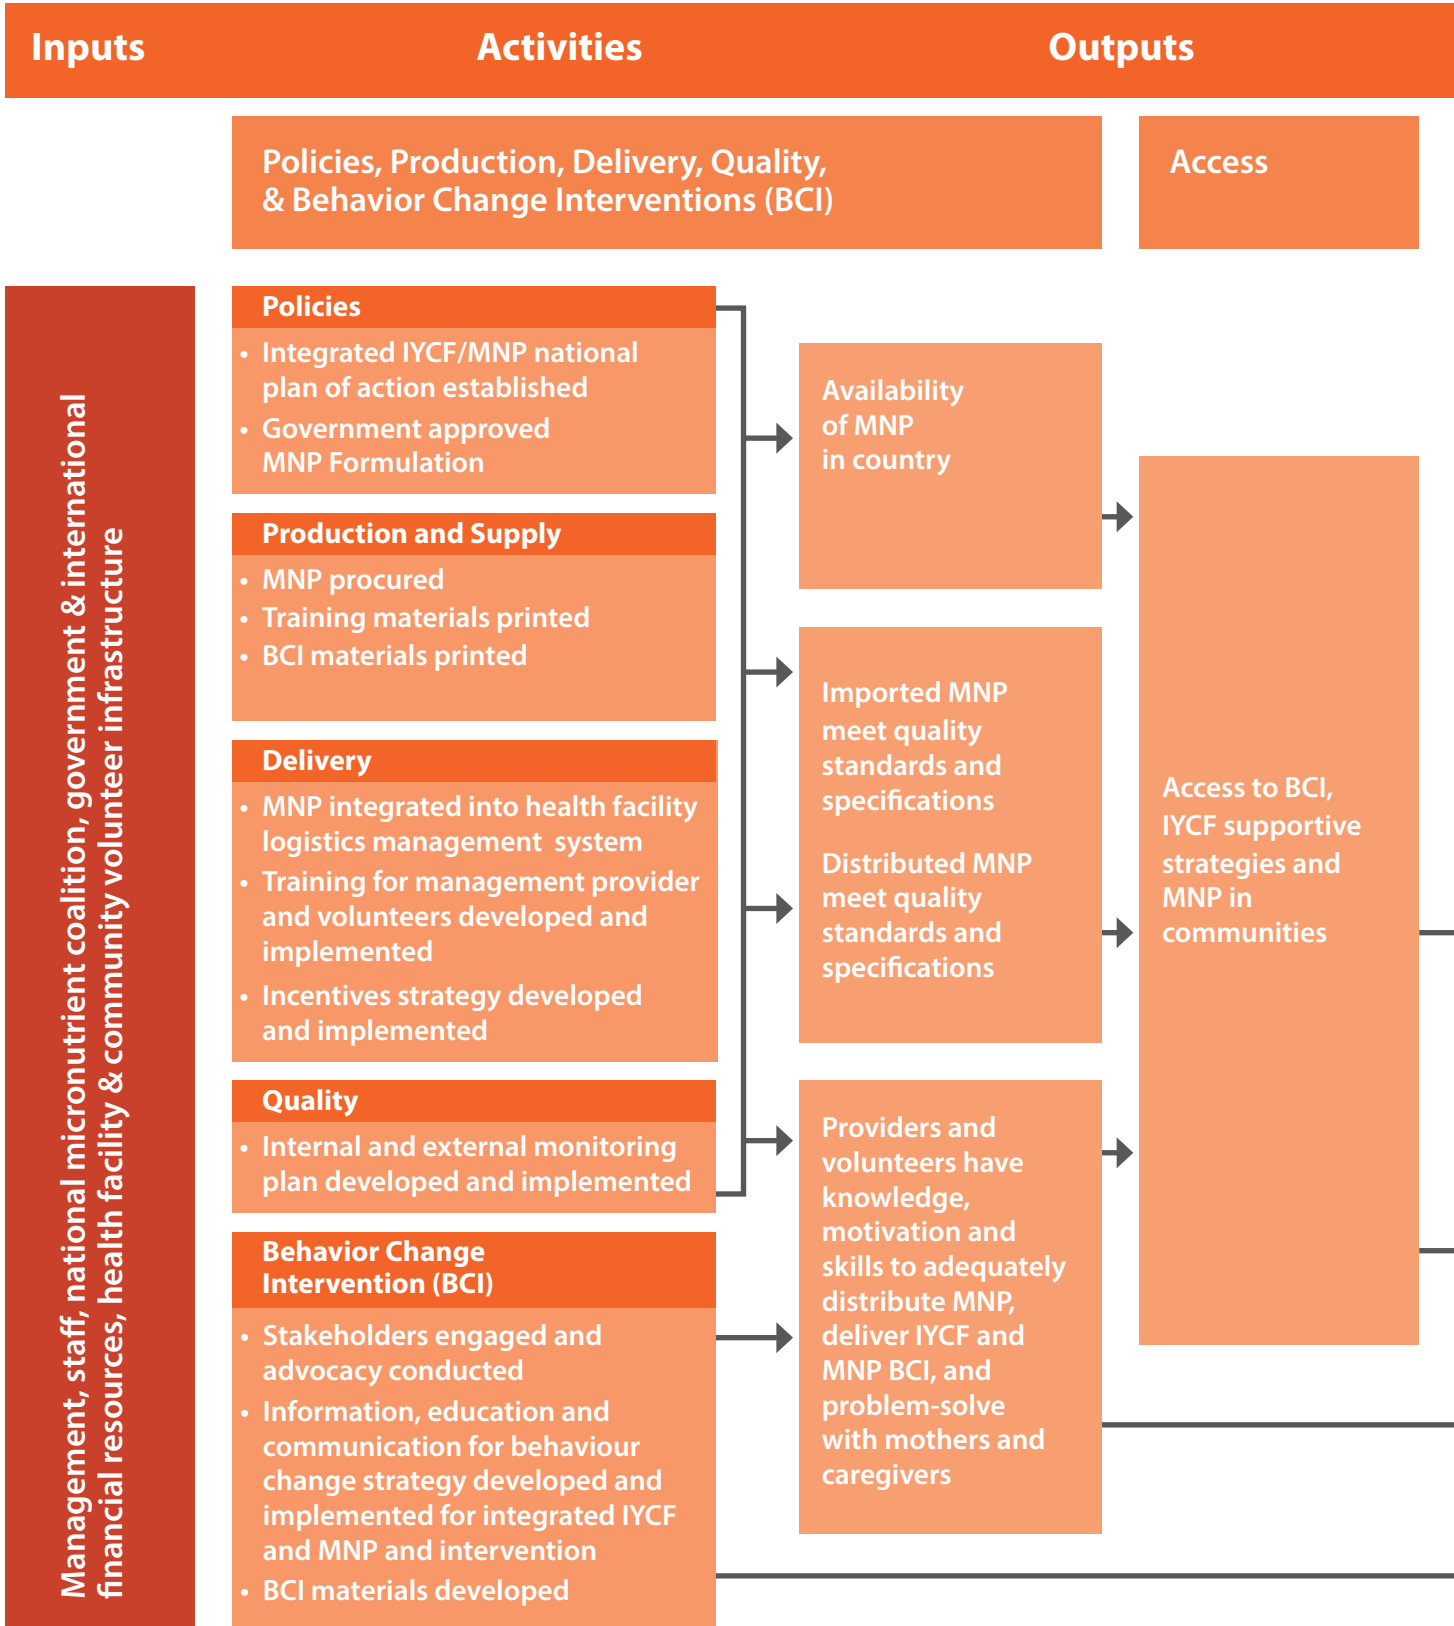 Inputs
Activities
Outputs
Policies, Production, Delivery, Quality,
& Behavior Change Interventions (BCI)
Access
Management, staff, national micronutrient coalition, government & international
financial resources, health facility & community volunteer infrastructure
Policies
• Integrated IYCF/MNP national
plan of action established
• Government approved
MNP Formulation
Production and Supply
• MNP procured
• Training materials printed
• BCI materials printed
Delivery
• MNP integrated into health facility
logistics management system
• Training for management provider
and volunteers developed and
implemented
• Incentives strategy developed
and implemented
Quality
• Internal and external monitoring
plan developed and implemented
Behavior Change
Intervention (BCI)
• Stakeholders engaged and
advocacy conducted
• Information, education and
communication for behaviour
change strategy developed and
implemented for integrated IYCF
and MNP and intervention
• BCI materials developed
Availability
of MNP
in country
Imported MNP
meet quality
standards and
specifications
Distributed MNP
meet quality
standards and
specifications
Providers and
volunteers have
knowledge,
motivation and
skills to adequately
distribute MNP,
deliver IYCF and
MNP BCI, and
problem-solve
with mothers and
caregivers
Access to BCI,
IYCF supportive
strategies and
MNP in
communities